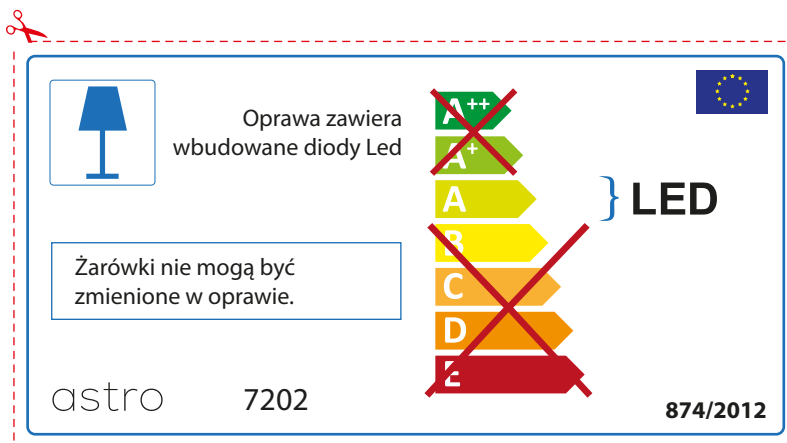 Oprawa zawiera
wbudowane diody Led
A++
A+
A
B
C
D
E
LED
Żarówki nie mogą być
zmienione w oprawie.
astro
7202
874/2012